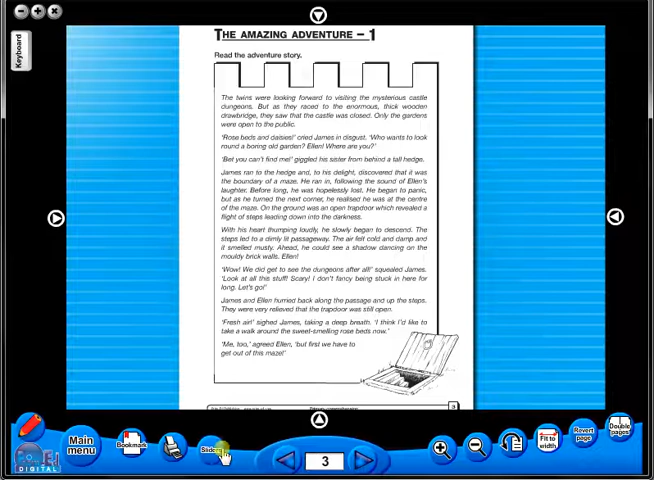 Keyboard
THE AMAZING ADVENTURE – 1
Read the adventure story.
The twins were looking forward to visiting the mysterious castle
dungeons. But as they raced to the enormous, thick wooden
drawbridge, they saw that the castle was closed. Only the gardens
were open to the public.
'Rose beds and daisies!' cried James in disgust. 'Who wants to look
round a boring old garden? Ellen! Where are you?'
'Bet you can't find me!' giggled his sister from behind a tall hedge.
James ran to the hedge and, to his delight, discovered that it was
the boundary of a maze. He ran in, following the sound of Ellen's
laughter. Before long, he was hopelessly lost. He began to panic,
but as he turned the next corner, he realised he was at the centre
of the maze. On the ground was an open trapdoor which revealed a
flight of steps leading down into the darkness.
With his heart thumping loudly, he slowly began to descend. The
steps led to a dimly lit passageway. The air felt cold and damp and
it smelled musty. Ahead, he could see a shadow dancing on the
mouldy brick walls. Ellen!
'Wow! We did get to see the dungeons after all!' squealed James.
'Look at all this stuff! Scary! I don't fancy being stuck in here for
long. Let's go!'
James and Ellen hurried back along the passage and up the steps.
They were very relieved that the trapdoor was still open.
'Fresh air!' sighed James, taking a deep breath. 'I think I'd like to
take a walk around the sweet-smelling rose beds now.'
'Me, too,' agreed Ellen, 'but first we have to
get out of this maze!'
3
Main
menu
Bookmark
3
Fit to
width
Revert
page
Double
pages
DIGITAL